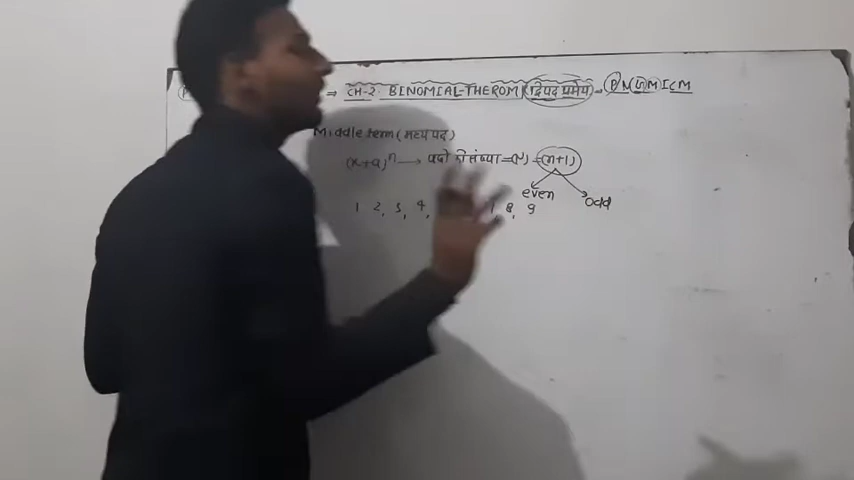 ⇒ CH-2. BINOMIAL-THEROM (द्विपद प्रमेय) - PNGMICM
Middle term (मध्य पद)
(x+a)ⁿ → पदों की संख्या = (N) = (n+1)
even odd
1 2, 3, 4, 8, 9